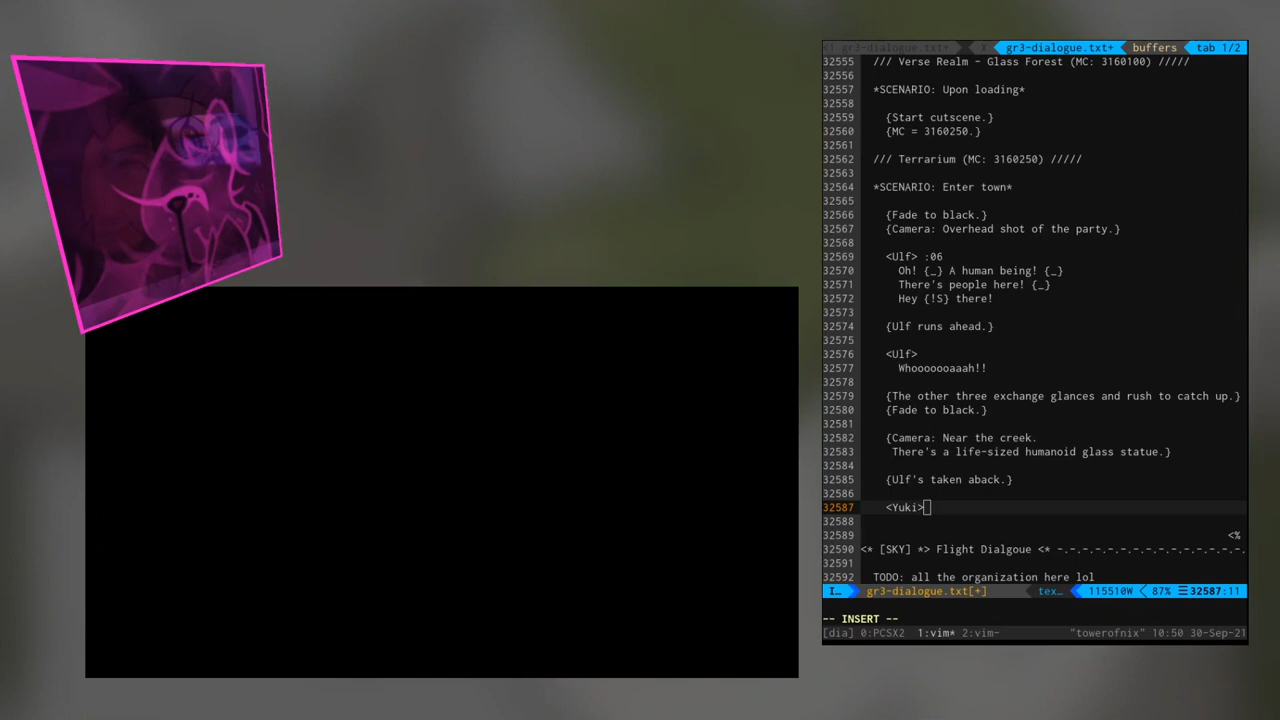 <1 gr3-dialogue.txt+ X gr3-dialogue.txt+ buffers tab 1/2
32555 /// Verse Realm - Glass Forest (MC: 3160100) /////
32556
32557 *SCENARIO: Upon loading*
32558
32559 {Start cutscene.}
32560 {MC = 3160250.}
32561
32562 /// Terrarium (MC: 3160250) /////
32563
32564 *SCENARIO: Enter town*
32565
32566 {Fade to black.}
32567 {Camera: Overhead shot of the party.}
32568
32569 <Ulf> :06
32570 Oh! {_} A human being! {_}
32571 There's people here! {_}
32572 Hey {!S} there!
32573
32574 {Ulf runs ahead.}
32575
32576 <Ulf>
32577 Whooooooaaah!!
32578
32579 {The other three exchange glances and rush to catch up.}
32580 {Fade to black.}
32581
32582 {Camera: Near the creek.
32583 There's a life-sized humanoid glass statue.}
32584
32585 {Ulf's taken aback.}
32586
32587 <Yuki>
32588
32589 <%
32590 <* [SKY] *> Flight Dialgoue <* -.-.-.-.-.-.-.-.-.-.-.-.-.-.
32591
32592 TODO: all the organization here lol
I… gr3-dialogue.txt[+] tex… 115510W 87% ☰32587:11
-- INSERT --
[dia] 0:PCSX2 1:vim* 2:vim- "towerofnix" 10:50 30-Sep-21